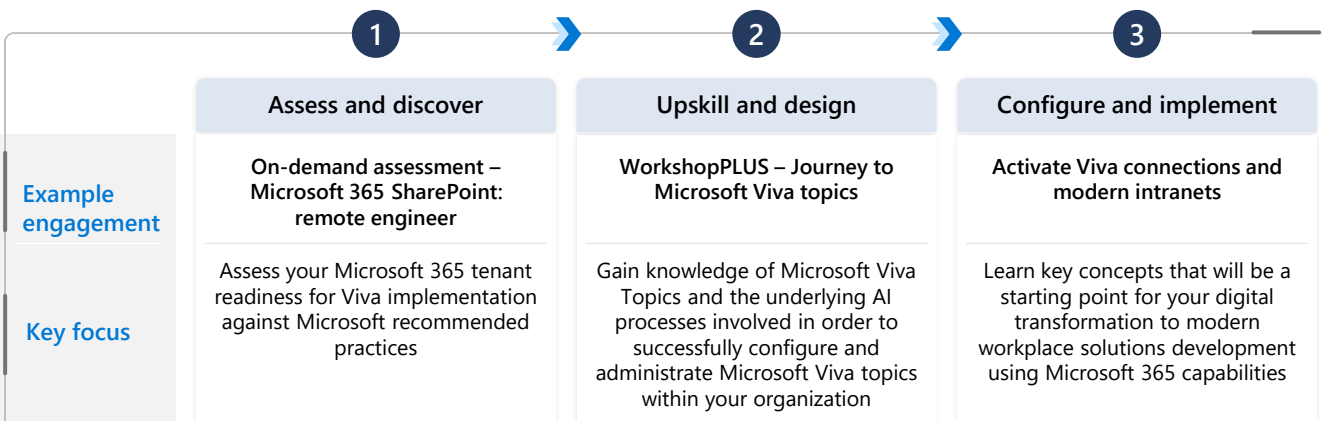 1
2
3
Assess and discover
Upskill and design
Configure and implement
Example
engagement
On-demand assessment –
Microsoft 365 SharePoint:
remote engineer
WorkshopPLUS – Journey to
Microsoft Viva topics
Activate Viva connections and
modern intranets
Key focus
Assess your Microsoft 365 tenant
readiness for Viva implementation
against Microsoft recommended
practices
Gain knowledge of Microsoft Viva
Topics and the underlying AI
processes involved in order to
successfully configure and
administrate Microsoft Viva topics
within your organization
Learn key concepts that will be a
starting point for your digital
transformation to modern
workplace solutions development
using Microsoft 365 capabilities